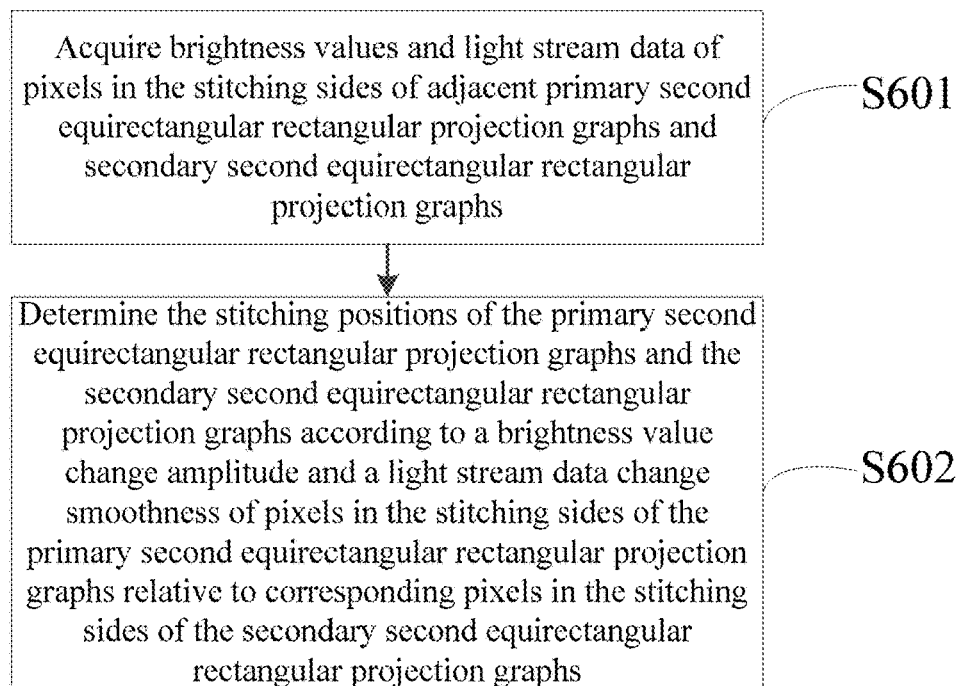 Acquire brightness values and light stream data of
pixels in the stitching sides of adjacent primary second
equirectangular rectangular projection graphs and
secondary second equirectangular rectangular
projection graphs
S601
Determine the stitching positions of the primary second
equirectangular rectangular projection graphs and the
secondary second equirectangular rectangular
projection graphs according to a brightness value
change amplitude and a light stream data change
smoothness of pixels in the stitching sides of the
primary second equirectangular rectangular projection
graphs relative to corresponding pixels in the stitching
sides of the secondary second equirectangular
rectangular projection graphs
S602